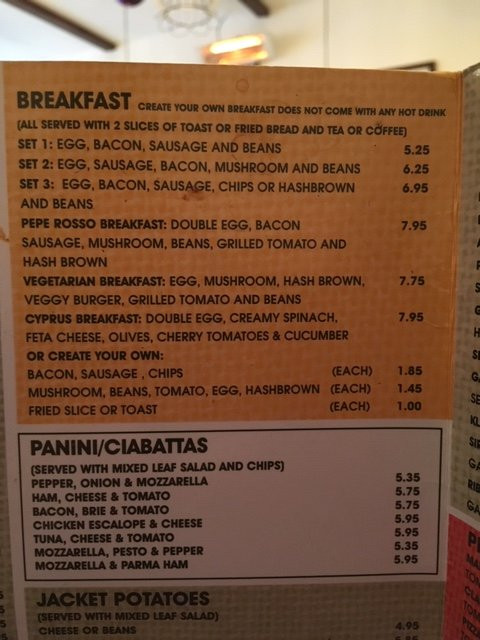 BREAKFAST CREATE YOUR OWN BREAKFAST DOES NOT COME WITH ANY HOT DRINK
(ALL SERVED WITH 2 SLICES OF TOAST OR FRIED BREAD AND TEA OR COFFEE)
SET 1: EGG, BACON, SAUSAGE AND BEANS 5.25
SET 2: EGG, SAUSAGE, BACON, MUSHROOM AND BEANS 6.25
SET 3: EGG, BACON, SAUSAGE, CHIPS OR HASHBROWN 6.95
AND BEANS
PEPE ROSSO BREAKFAST: DOUBLE EGG, BACON 7.95
SAUSAGE, MUSHROOM, BEANS, GRILLED TOMATO AND
HASH BROWN
VEGETARIAN BREAKFAST: EGG, MUSHROOM, HASH BROWN, 7.75
VEGGY BURGER, GRILLED TOMATO AND BEANS
CYPRUS BREAKFAST: DOUBLE EGG, CREAMY SPINACH, 7.95
FETA CHEESE, OLIVES, CHERRY TOMATOES & CUCUMBER
OR CREATE YOUR OWN:
BACON, SAUSAGE , CHIPS (EACH) 1.85
MUSHROOM, BEANS, TOMATO, EGG, HASHBROWN (EACH) 1.45
FRIED SLICE OR TOAST (EACH) 1.00
PANINI/CIABATTAS
(SERVED WITH MIXED LEAF SALAD AND CHIPS)
PEPPER, ONION & MOZZARELLA 5.35
HAM, CHEESE & TOMATO 5.75
BACON, BRIE & TOMATO 5.75
CHICKEN ESCALOPE & CHEESE 5.95
TUNA, CHEESE & TOMATO 5.95
MOZZARELLA, PESTO & PEPPER 5.35
MOZZARELLA & PARMA HAM 5.95
JACKET POTATOES
(SERVED WITH MIXED LEAF SALAD)
CHEESE OR BEANS 4.95